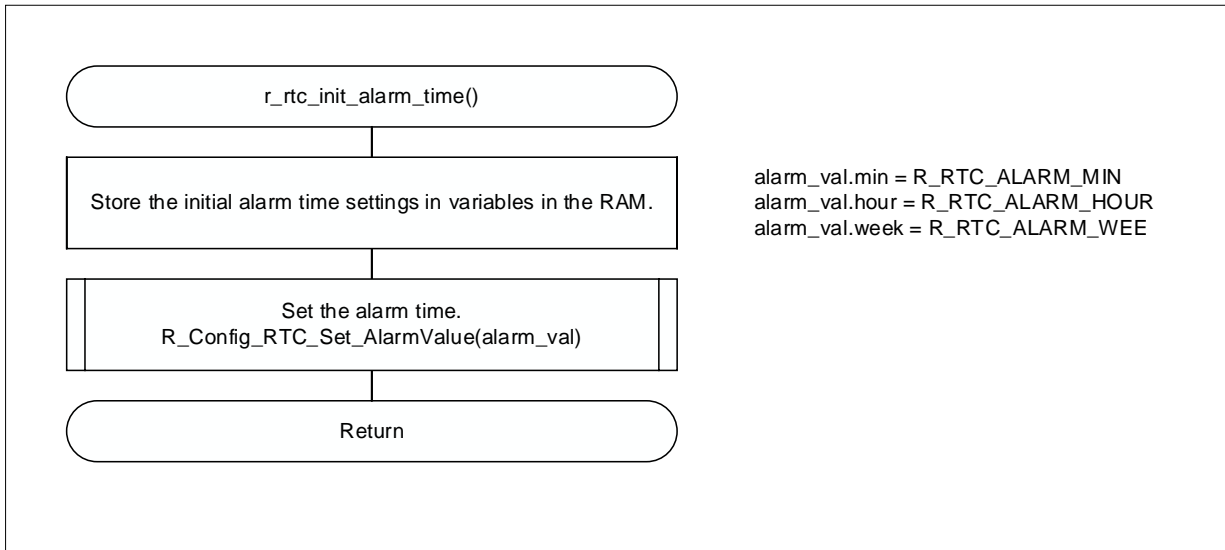 r_rtc_init_alarm_time()
Store the initial alarm time settings in variables in the RAM.
alarm_val.min = R_RTC_ALARM_MIN
alarm_val.hour = R_RTC_ALARM_HOUR
alarm_val.week = R_RTC_ALARM_WEE
Set the alarm time.
R_Config_RTC_Set_AlarmValue(alarm_val)
Return